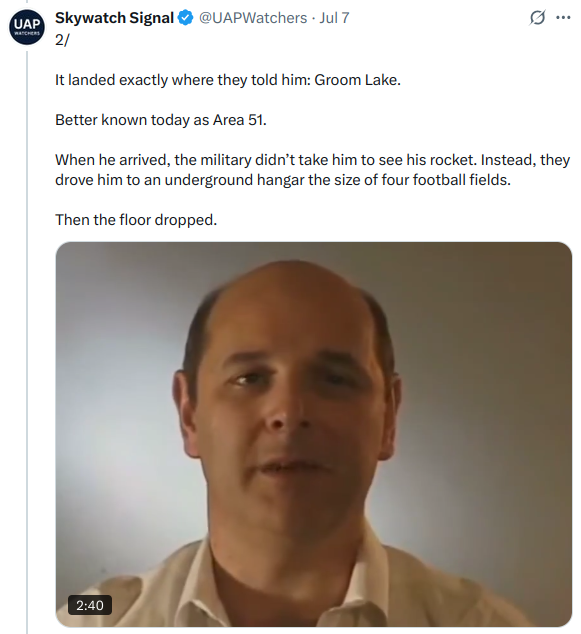 UAP
WATCHERS
Skywatch Signal @UAPWatchers · Jul 7
2/
It landed exactly where they told him: Groom Lake.
Better known today as Area 51.
When he arrived, the military didn’t take him to see his rocket. Instead, they
drove him to an underground hangar the size of four football fields.
Then the floor dropped.
2:40